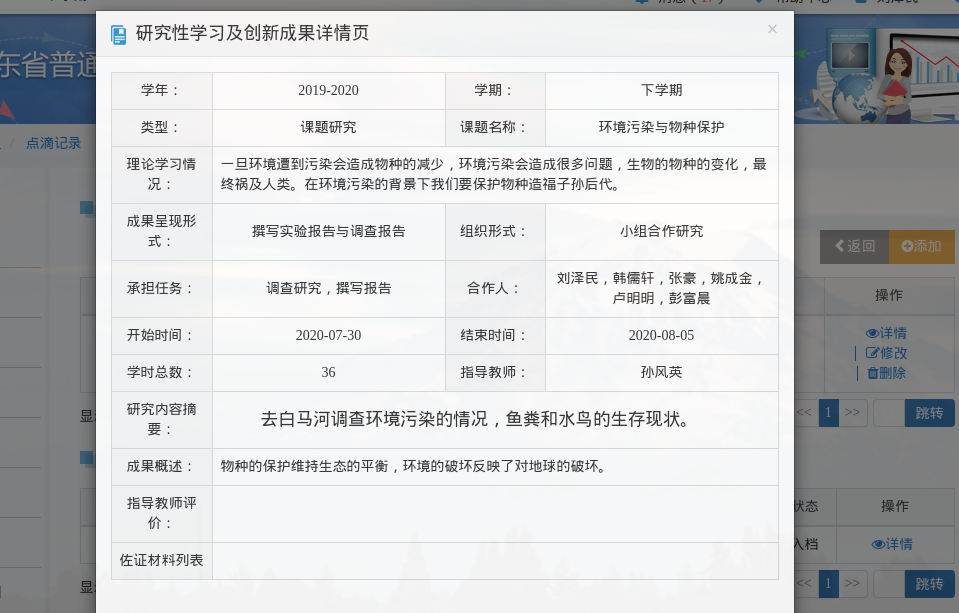 研究性学习及创新成果详情页
×
东省普通
点滴记录
学年：
2019-2020
学期：
下学期
类型：
课题研究
课题名称：
环境污染与物种保护
理论学习情
况：
一旦环境遭到污染会造成物种的减少，环境污染会造成很多问题，生物的物种的变化，最
终祸及人类。在环境污染的背景下我们要保护物种造福子孙后代。
成果呈现形
式：
撰写实验报告与调查报告
组织形式：
小组合作研究
承担任务：
调查研究，撰写报告
合作人：
刘泽民，韩儒轩，张豪，姚成金，
卢明明，彭富晨
开始时间：
2020-07-30
结束时间：
2020-08-05
学时总数：
36
指导教师：
孙风英
研究内容摘
要：
去白马河调查环境污染的情况，鱼粪和水鸟的生存现状。
成果概述：
物种的保护维持生态的平衡，环境的破坏反映了对地球的破坏。
指导教师评
价：
佐证材料列表
返回
添加
操作
详情
| 修改
| 删除
显
<< 1 >>
跳转
状态
操作
入档
详情
显
<< 1 >>
跳转